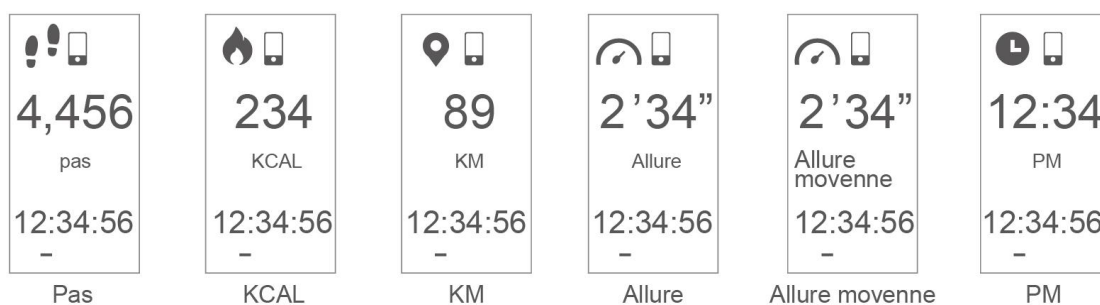 4,456
pas
12:34:56
–
Pas
234
KCAL
12:34:56
–
KCAL
89
KM
12:34:56
–
KM
2’34”
Allure
12:34:56
–
Allure
2’34”
Allure
movenne
12:34:56
–
Allure movenne
12:34
PM
12:34:56
–
PM